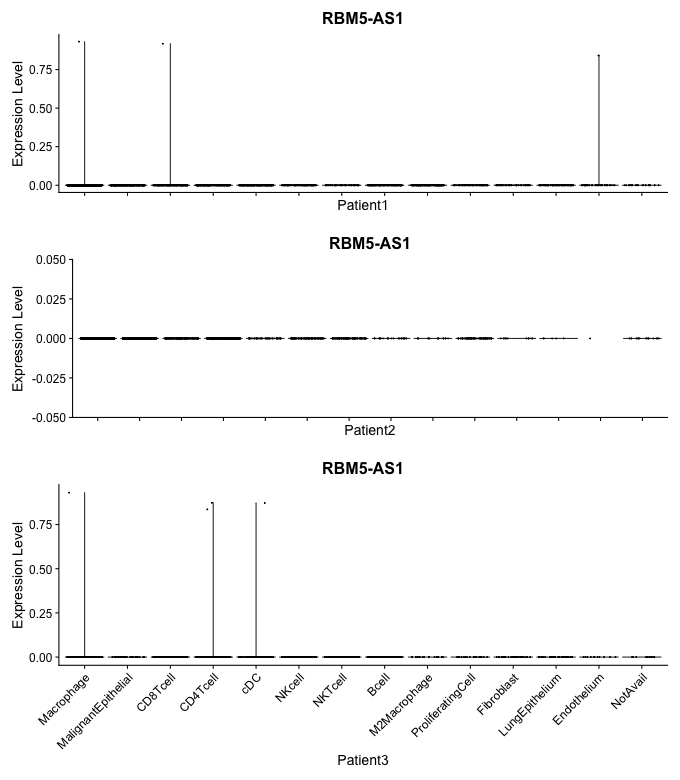 RBM5-AS1
Expression Level
0.75
0.50
0.25
0.00
Patient1
RBM5-AS1
Expression Level
0.050
0.025
0.000
-0.025
-0.050
Patient2
RBM5-AS1
Expression Level
0.75
0.50
0.25
0.00
Macrophage
MalignantEpithelial
CD8Tcell
CD4Tcell
cDC
NKcell
NKTcell
Bcell
M2Macrophage
ProliferatingCell
Fibroblast
LungEpithelium
Endothelium
NotAvail
Patient3